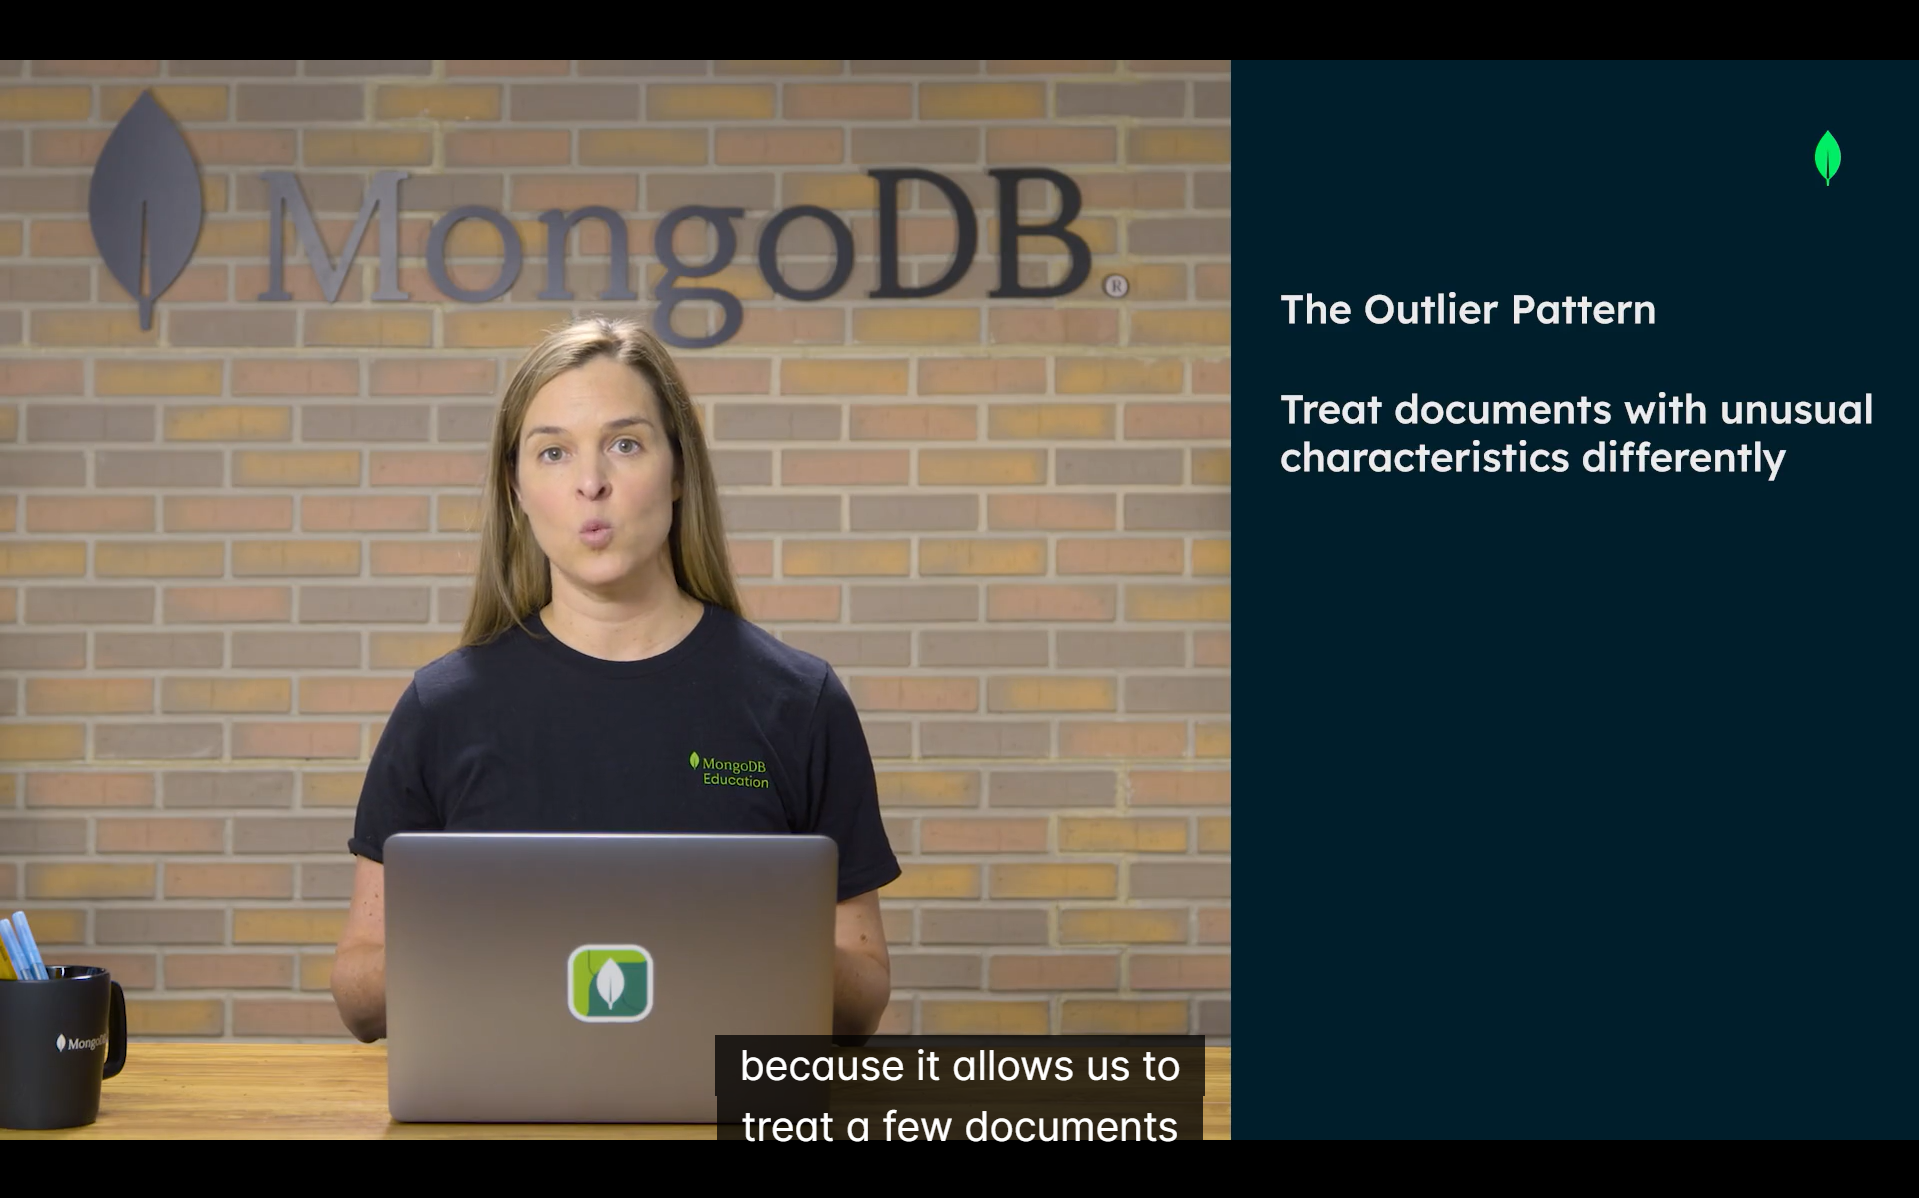 MongoDB®
The Outlier Pattern
Treat documents with unusual
characteristics differently
MongoDB
Education
MongoDB
because it allows us to
treat a few documents